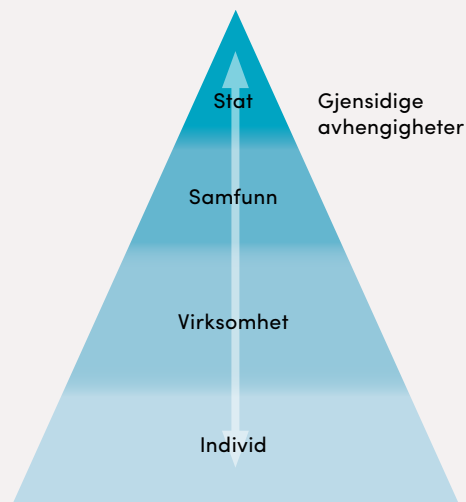 Stat
Gjensidige
avhengigheter
Samfunn
Virksomhet
Individ